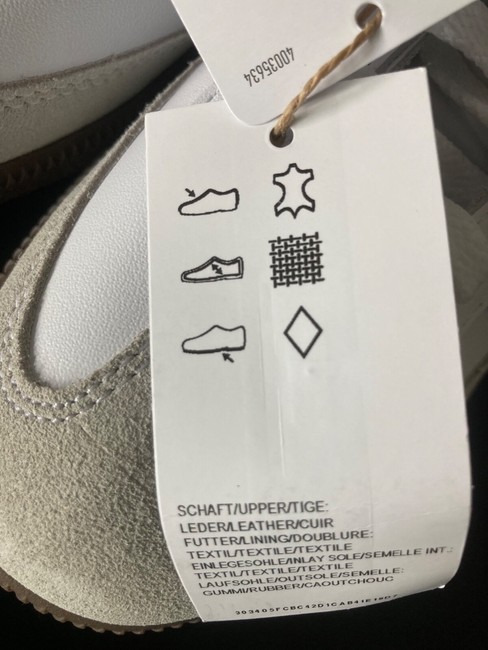 40035634
SCHAFT/UPPER/TIGE:
LEDER/LEATHER/CUIR
FUTTER/LINING/DOUBLURE:
TEXTIL/TEXTILE/TEXTILE
EINLEGESOHLE/INLAY SOLE/SEMELLE INT.:
TEXTIL/TEXTILE/TEXTILE
LAUFSOHLE/OUTSOLE/SEMELLE:
GUMMI/RUBBER/CAOUTCHOUC